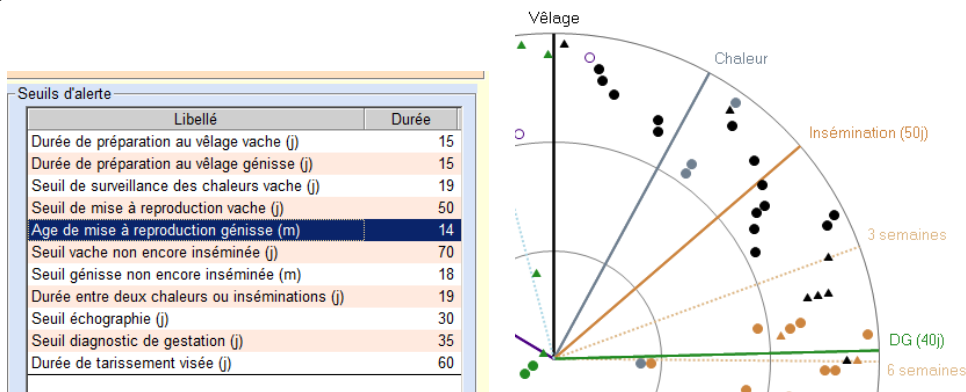 Seuils d'alerte
Libellé Durée
Durée de préparation au vêlage vache (j) 15
Durée de préparation au vêlage génisse (j) 15
Seuil de surveillance des chaleurs vache (j) 19
Seuil de mise à reproduction vache (j) 50
Age de mise à reproduction génisse (m) 14
Seuil vache non encore inséminée (j) 70
Seuil génisse non encore inséminée (m) 18
Durée entre deux chaleurs ou inséminations (j) 19
Seuil échographie (j) 30
Seuil diagnostic de gestation (j) 35
Durée de tarissement visée (j) 60
Vêlage
Chaleur
Insémination (50j)
3 semaines
DG (40j)
6 semaines